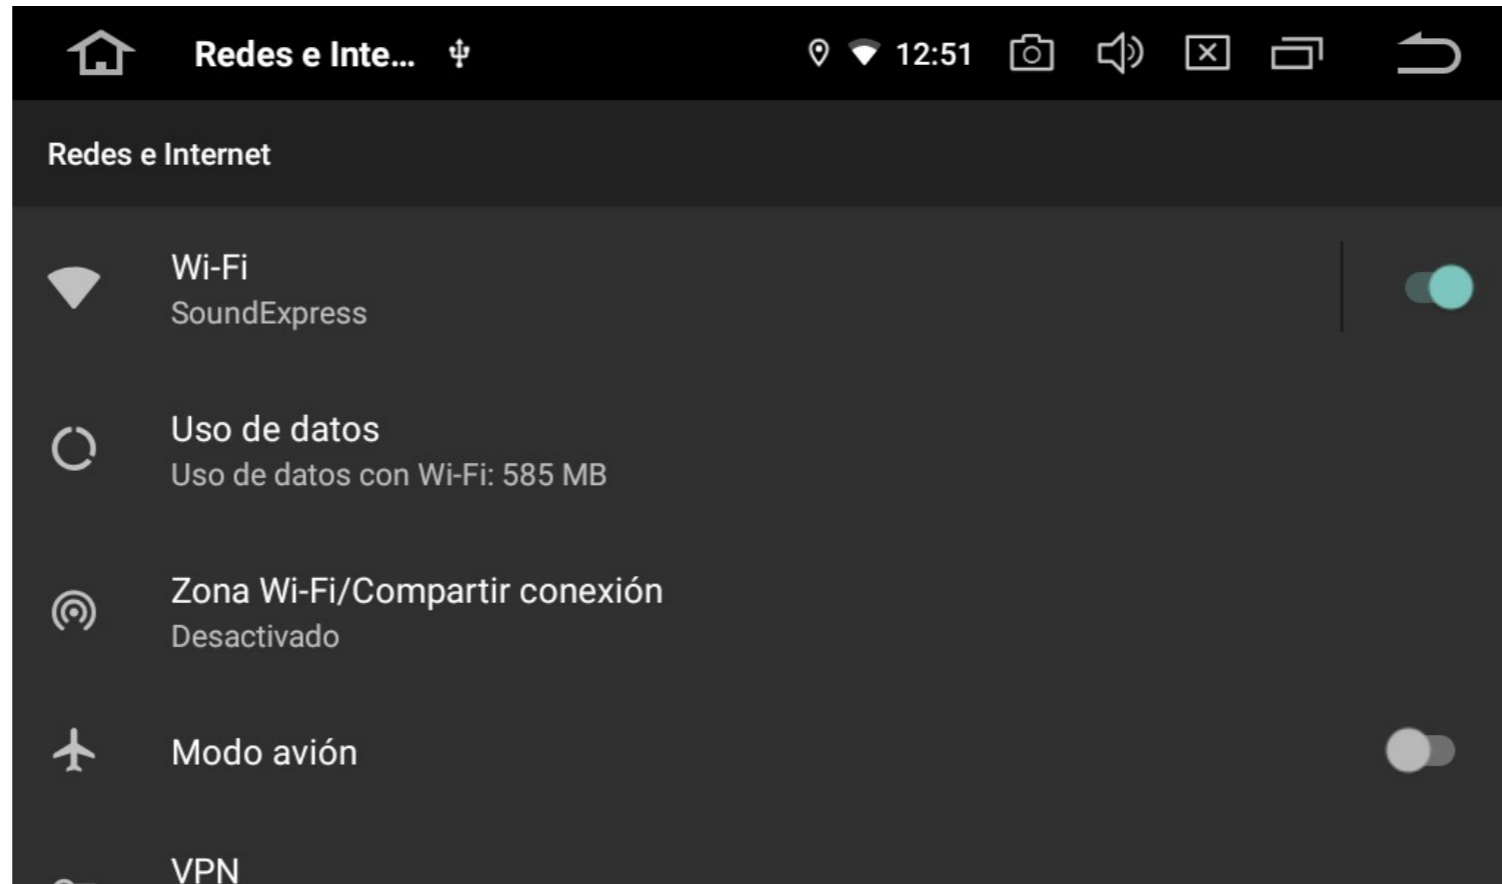 Redes e Inte...
12:51
Redes e Internet
Wi-Fi
SoundExpress
Uso de datos
Uso de datos con Wi-Fi: 585 MB
Zona Wi-Fi/Compartir conexión
Desactivado
Modo avión
VPN